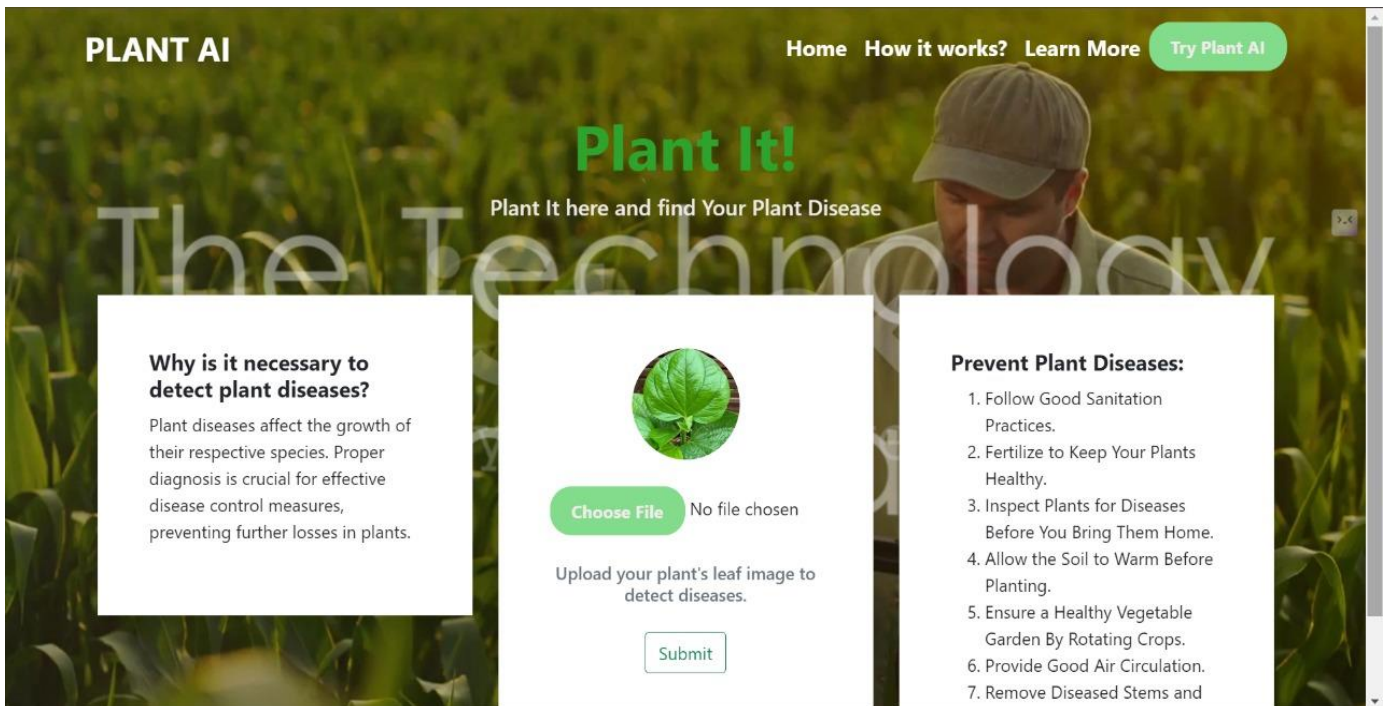 PLANT AI
Home How it works? Learn More Try Plant AI
Plant It!
Plant It here and find Your Plant Disease
The Technology
Why is it necessary to
detect plant diseases?
Plant diseases affect the growth of
their respective species. Proper
diagnosis is crucial for effective
disease control measures,
preventing further losses in plants.
Choose File No file chosen
Upload your plant's leaf image to
detect diseases.
Submit
Prevent Plant Diseases:
1. Follow Good Sanitation
Practices.
2. Fertilize to Keep Your Plants
Healthy.
3. Inspect Plants for Diseases
Before You Bring Them Home.
4. Allow the Soil to Warm Before
Planting.
5. Ensure a Healthy Vegetable
Garden By Rotating Crops.
6. Provide Good Air Circulation.
7. Remove Diseased Stems and